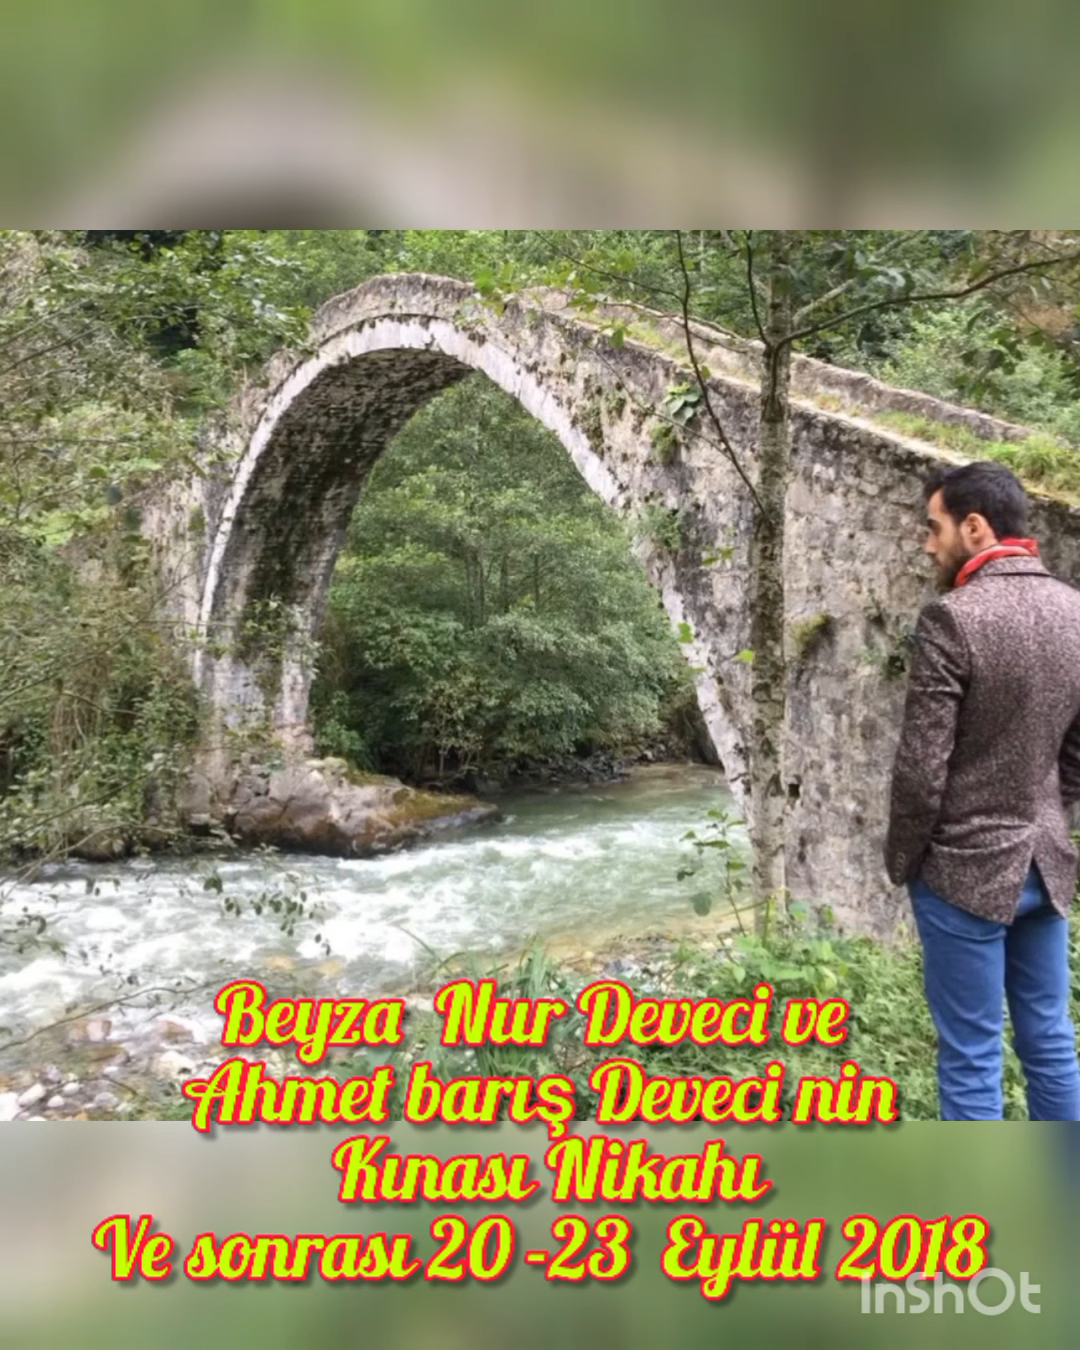 Beyza Nur Deveci ve
Ahmet barış Deveci nin
Kınası Nikahı
Ve sonrası 20 -23 Eylül 2018
InShOt